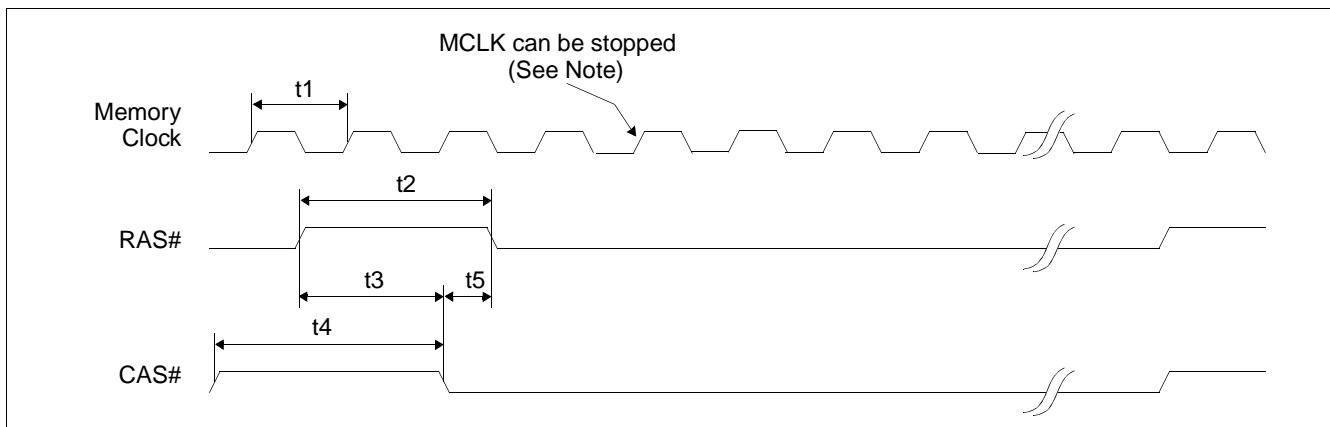 MCLK can be stopped
(See Note)
t1
Memory
Clock
t2
RAS#
t3
t5
t4
CAS#